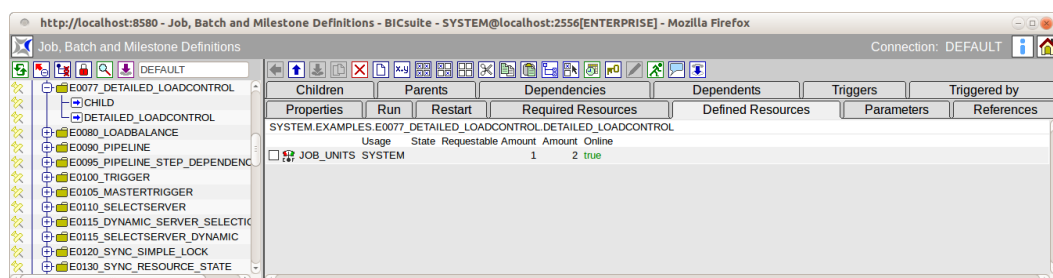 http://localhost:8580 - Job, Batch and Milestone Definitions - BICsuite - SYSTEM@localhost:2556[ENTERPRISE] - Mozilla Firefox
Job, Batch and Milestone Definitions Connection: DEFAULT
DEFAULT
E0077_DETAILED_LOADCONTROL
CHILD
DETAILED_LOADCONTROL
E0080_LOADBALANCE
E0090_PIPELINE
E0095_PIPELINE_STEP_DEPENDENC
E0100_TRIGGER
E0105_MASTERTRIGGER
E0110_SELECTSERVER
E0115_DYNAMIC_SERVER_SELECTIO
E0115_SELECTSERVER_DYNAMIC
E0120_SYNC_SIMPLE_LOCK
E0130_SYNC_RESOURCE_STATE
Children Parents Dependencies Dependents Triggers Triggered by
Properties Run Restart Required Resources Defined Resources Parameters References
SYSTEM.EXAMPLES.E0077_DETAILED_LOADCONTROL.DETAILED_LOADCONTROL
Usage State Requestable Amount Amount Online
JOB_UNITS SYSTEM 1 2 true